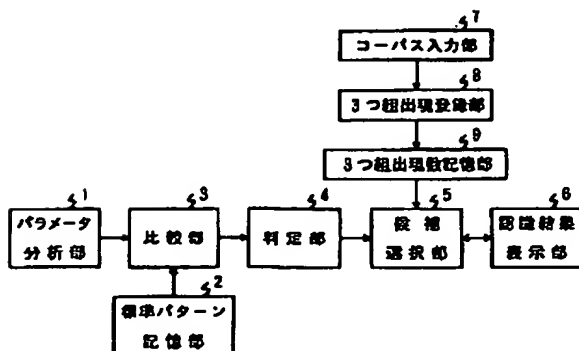 7
コーパス入力部
8
3つ組出現登録部
9
3つ組出現数記憶部
1
パラメータ
分析部
3
比較部
4
判定部
5
候補
選択部
6
認識結果
表示部
2
標準パターン
記憶部